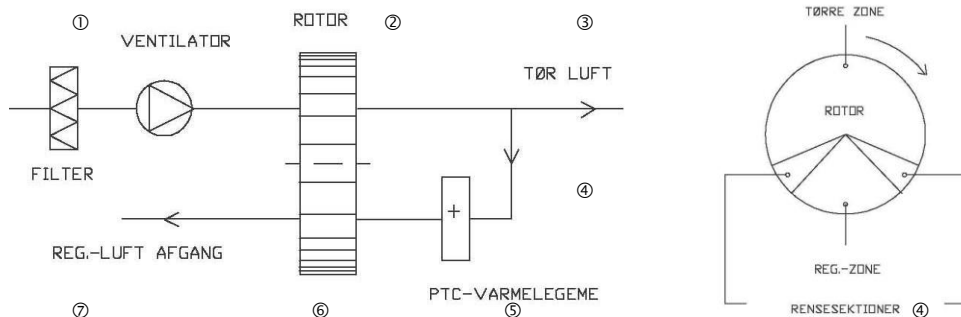 ① ROTOR ② ③
VENTILATOR
TØR LUFT
FILTER
④
+
REG.-LUFT AFGANG
PTC-VARMELEGEME
⑦ ⑥ ⑤
TØRRE ZONE
ROTOR
REG.-ZONE
RENSESEKTIONER ④